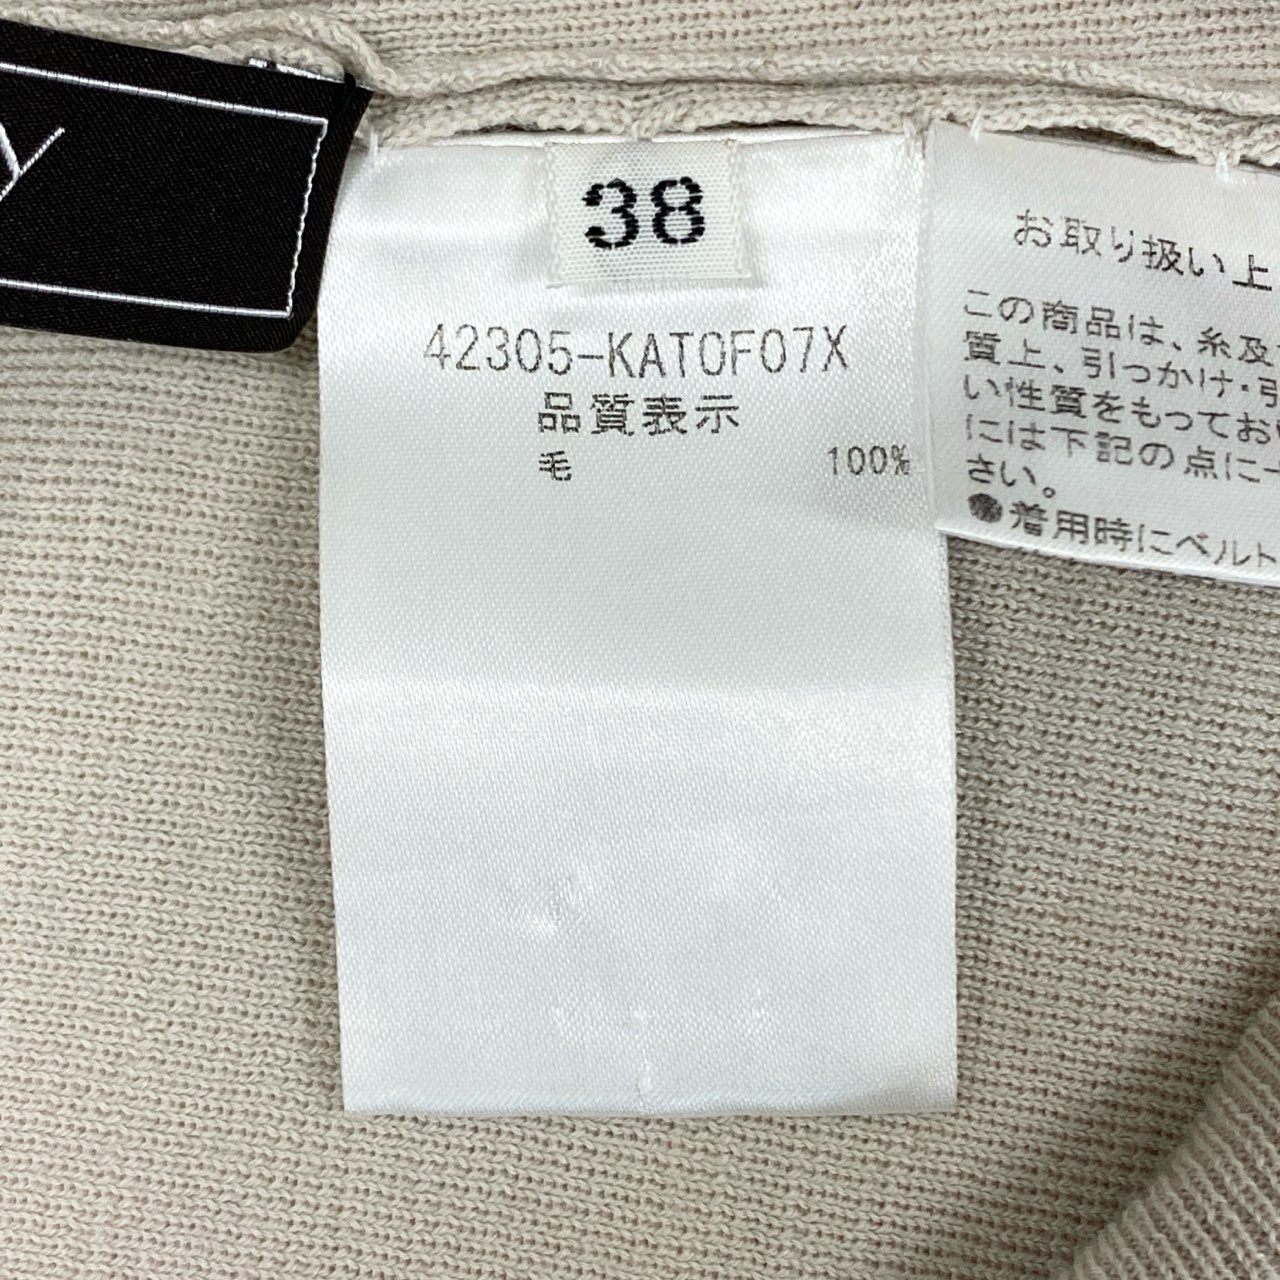 y
38
42305-KATOF07X
品質表示
毛 100%
お取り扱い上
この商品は、糸及
質上、引っかけ・引
い性質をもってお
には下記の点に
さい。
●着用時にベルト